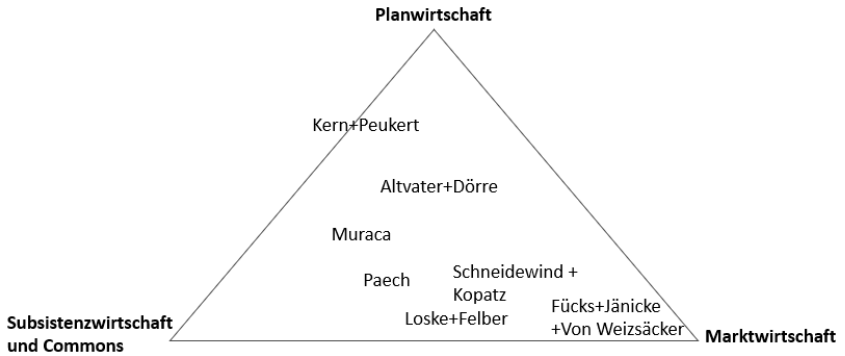 Planwirtschaft
Kern+Peukert
Altvater+Dörre
Muraca
Paech
Schneidewind +
Kopatz
Loske+Felber
Fücks+Jänicke
+Von Weizsäcker
Subsistenzwirtschaft
und Commons
Marktwirtschaft